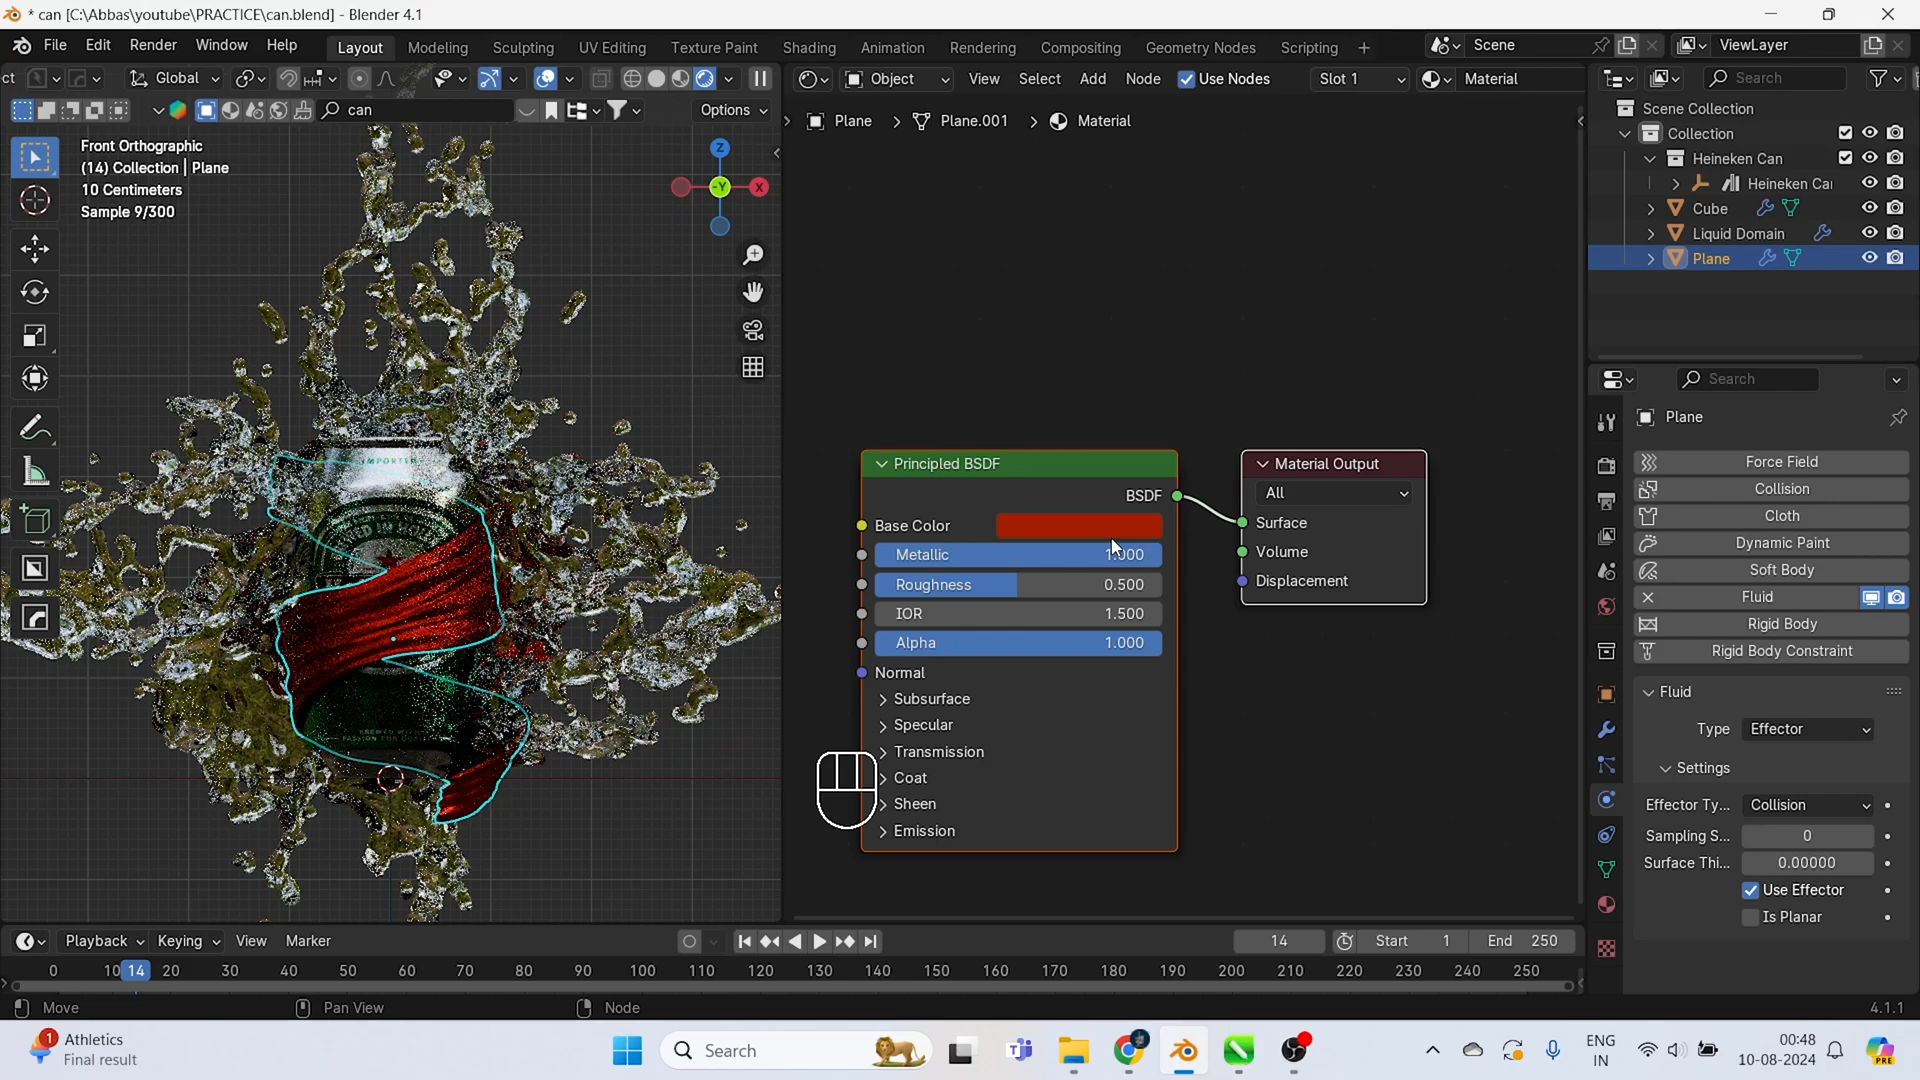 * can [C:\Abbas\youtube\PRACTICE\can.blend] - Blender 4.1
File Edit Render Window Help Layout Modeling Sculpting UV Editing Texture Paint Shading Animation Rendering Compositing Geometry Nodes Scripting + Scene ViewLayer
ct Global Object View Select Add Node Use Nodes Slot 1 Material Search
can Options
Plane > Plane.001 > Material
Front Orthographic
(14) Collection | Plane
10 Centimeters
Sample 9/300
Z
-Y X
Scene Collection
Collection
Heineken Can
Heineken Ca
Cube
Liquid Domain
Plane
Search
Plane
Force Field
Collision
Cloth
Dynamic Paint
Soft Body
Fluid
Rigid Body
Rigid Body Constraint
Fluid
Type Effector
Settings
Effector Ty... Collision
Sampling S... 0
Surface Thi... 0.00000
Use Effector
Is Planar
IMPORTED
Principled BSDF
BSDF
Base Color
Metallic 1.000
Roughness 0.500
IOR 1.500
Alpha 1.000
Normal
Subsurface
Specular
Transmission
Coat
Sheen
Emission
Material Output
All
Surface
Volume
Displacement
Playback Keying View Marker 14 Start 1 End 250
0 10 14 20 30 40 50 60 70 80 90 100 110 120 130 140 150 160 170 180 190 200 210 220 230 240 250
Move Pan View Node 4.1.1
1 Athletics
Final result
Search
ENG
IN
00:48
10-08-2024
PRE